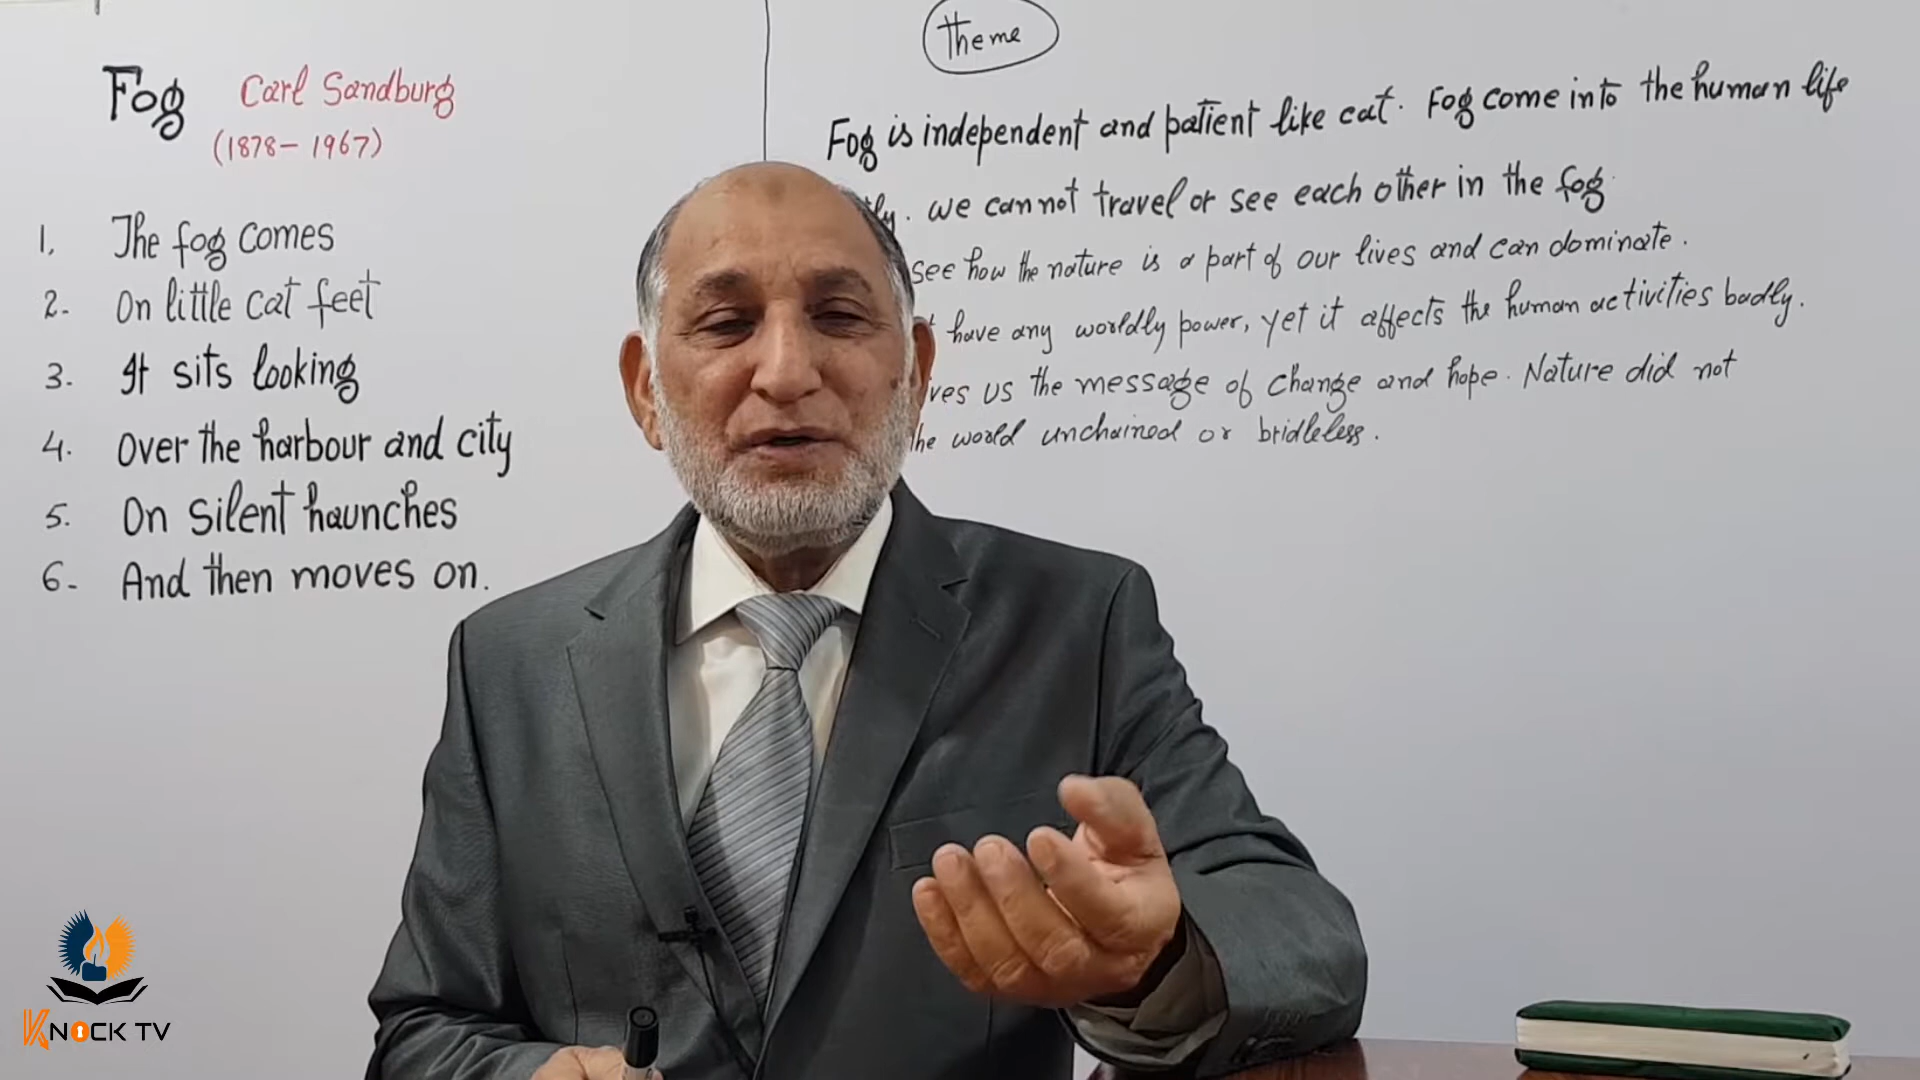 Fog Carl Sandburg
(1878-1967)
1. The fog comes
2. On little cat feet
3. It sits looking
4. Over the harbour and city
5. On silent haunches
6. And then moves on.
Theme
Fog is independent and patient like cat. Fog come into the human life
we cannot travel or see each other in the fog.
see how the nature is a part of our lives and can dominate.
have any worldly power, yet it affects the human activities badly.
us the message of change and hope. Nature did not
world unchained or bridleless.
KNOCK TV